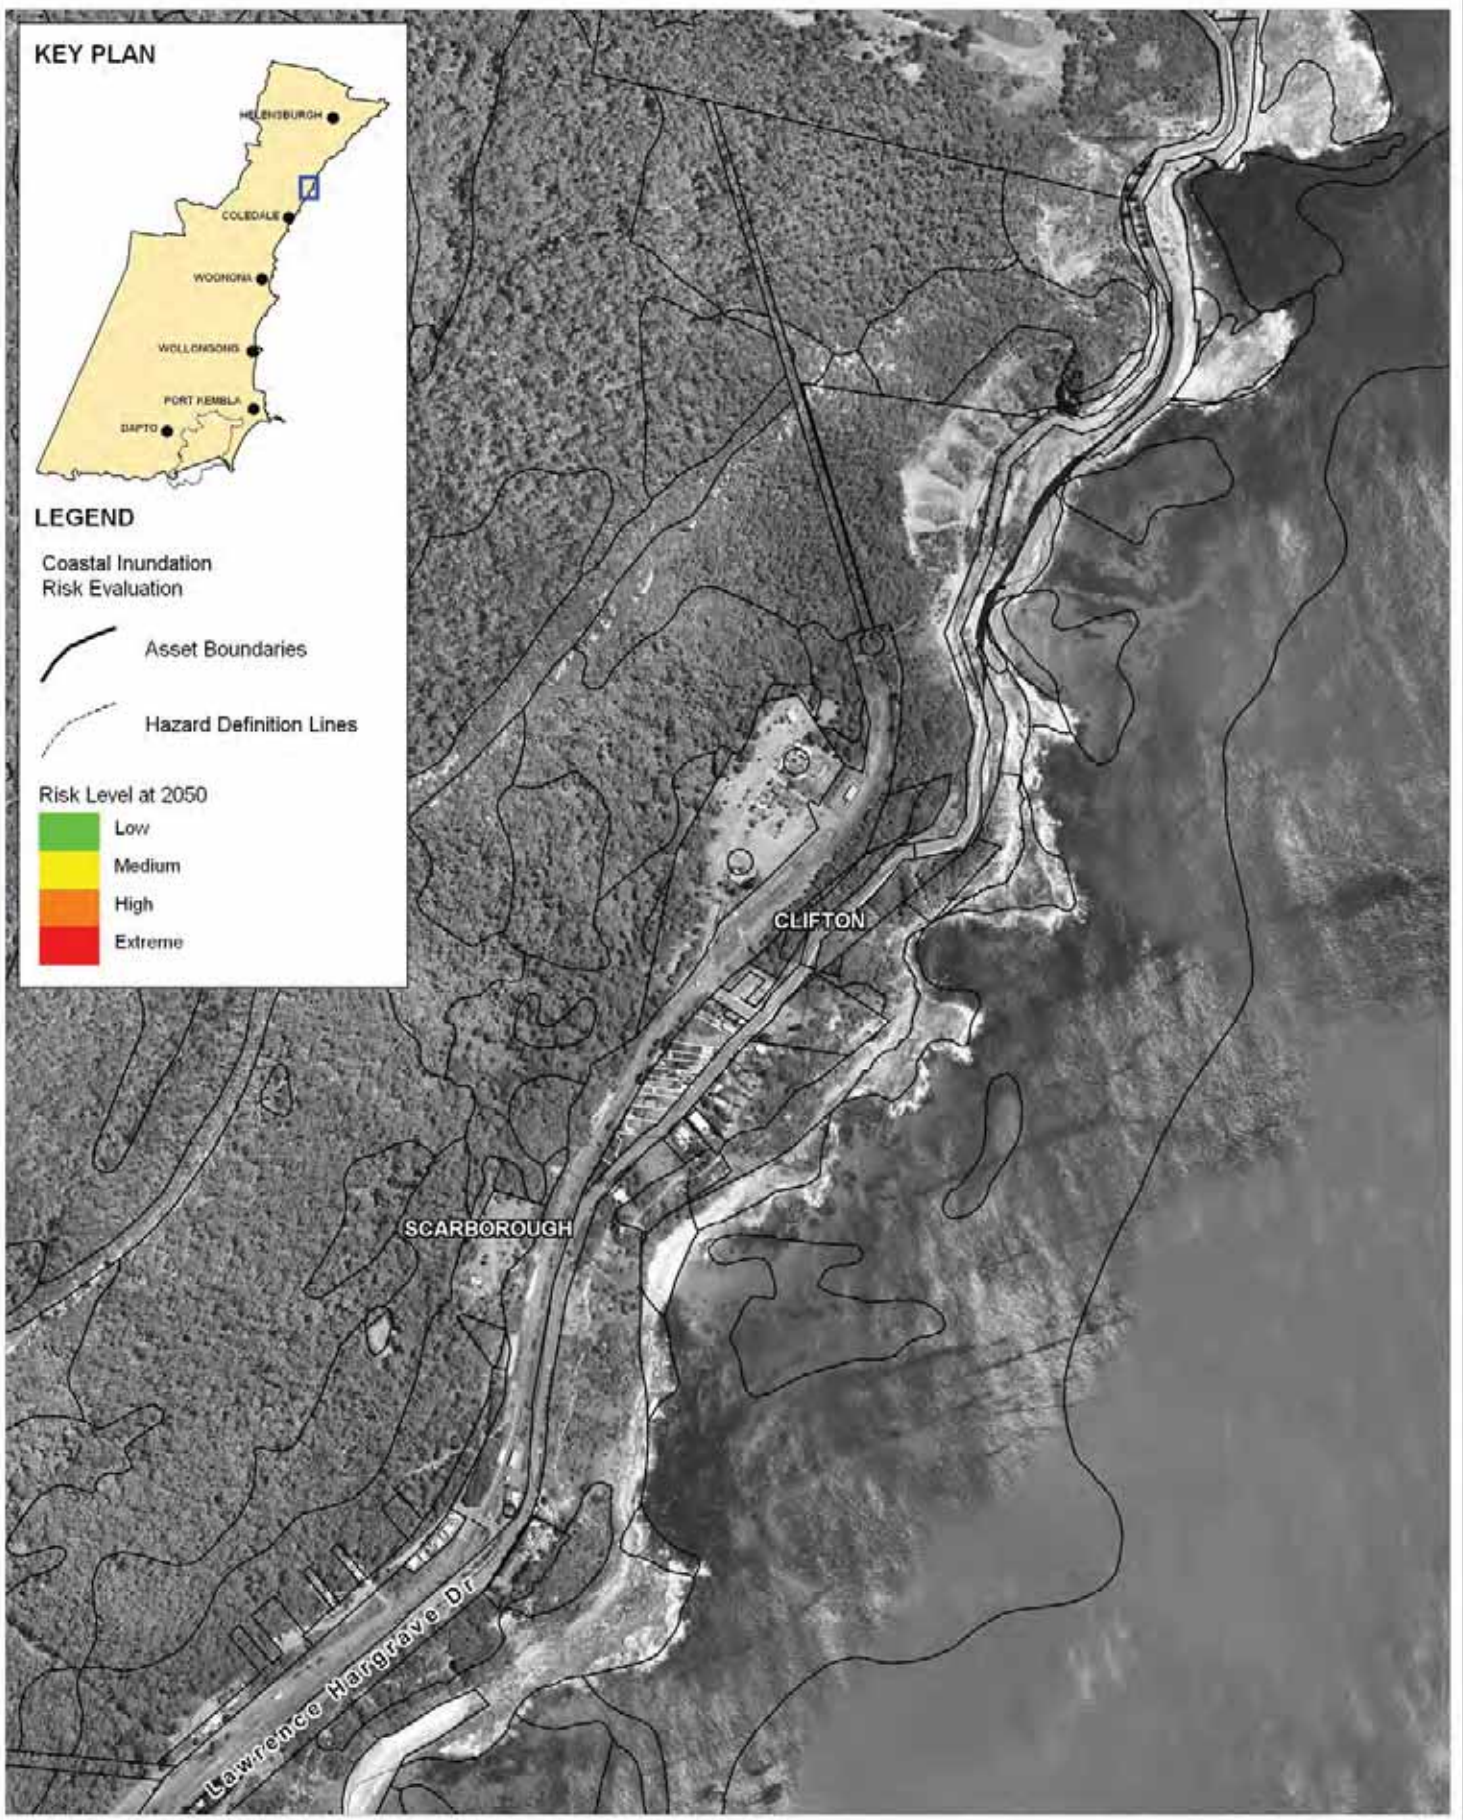 KEY PLAN
HELENSBURGH
COLEDALE
WOONONA
WOLLONGONG
PORT KEMBLA
DAPTO
LEGEND
Coastal Inundation
Risk Evaluation
Asset Boundaries
Hazard Definition Lines
Risk Level at 2050
Low
Medium
High
Extreme
CLIFTON
SCARBOROUGH
Lawrence Hargrave Dr